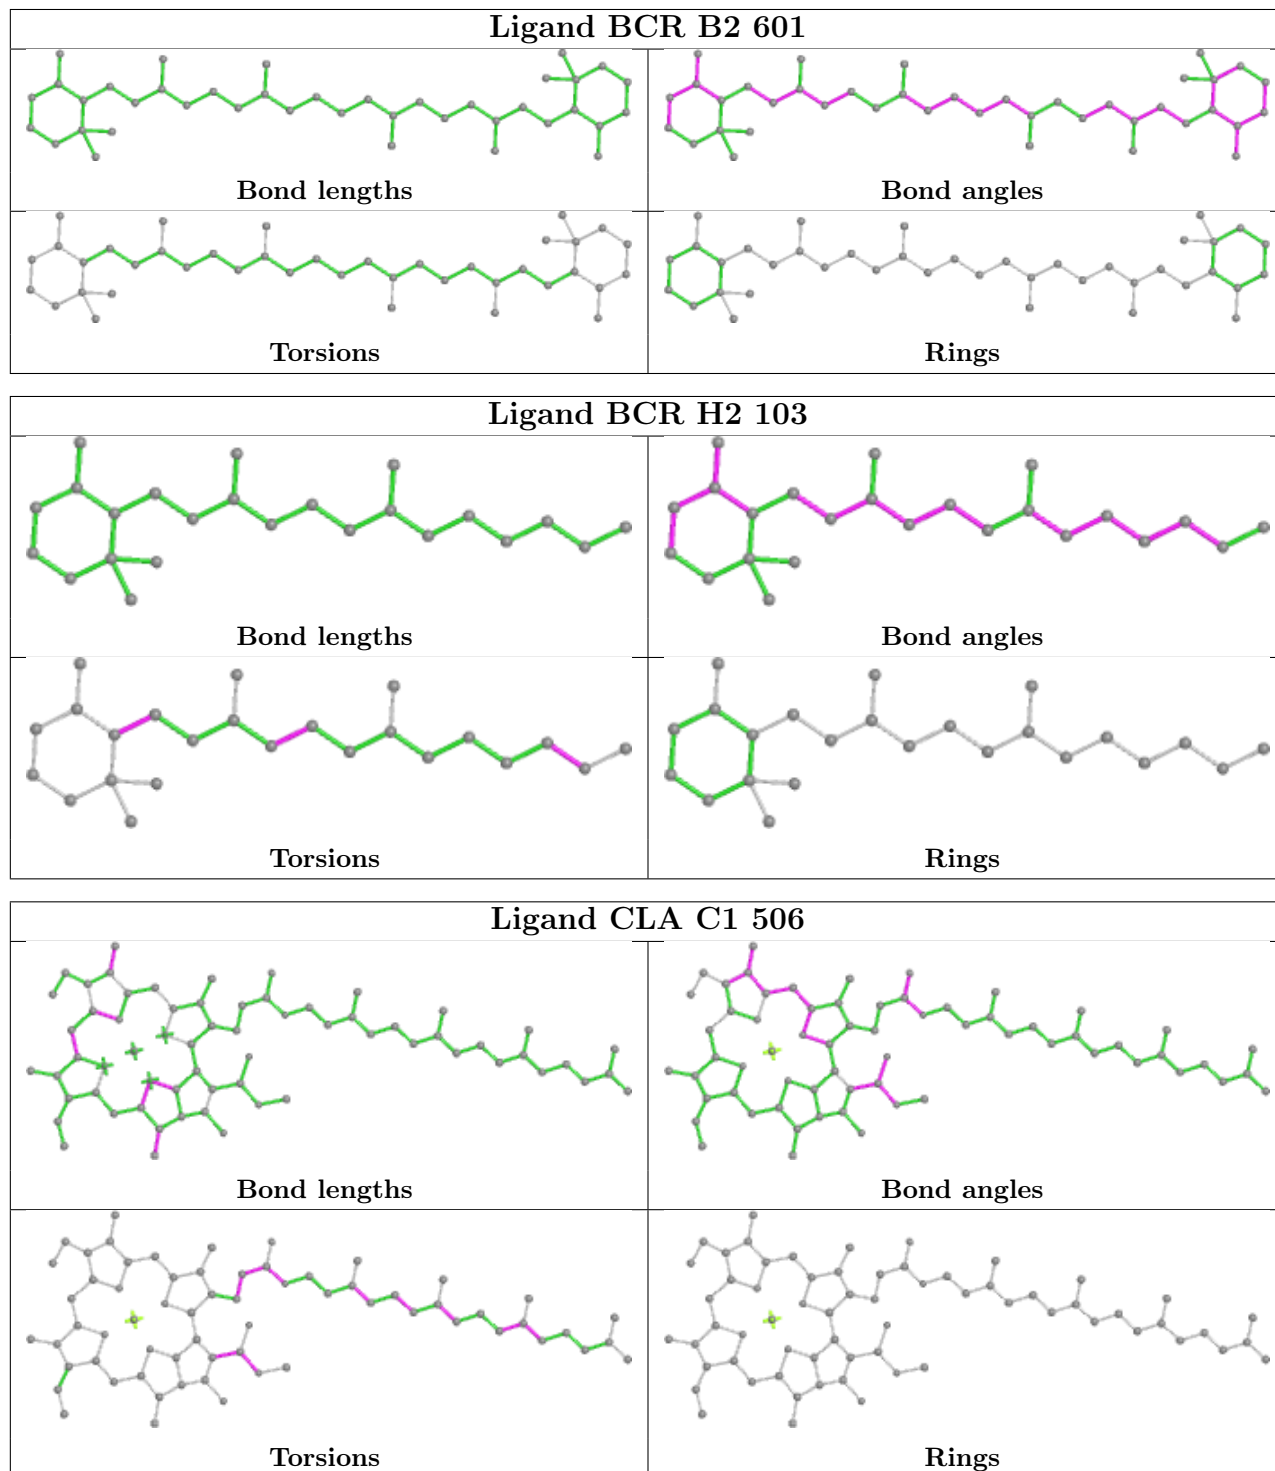 Ligand BCR B2 601
Bond lengths
Bond angles
Torsions
Rings
Ligand BCR H2 103
Bond lengths
Bond angles
Torsions
Rings
Ligand CLA C1 506
Bond lengths
Bond angles
Torsions
Rings